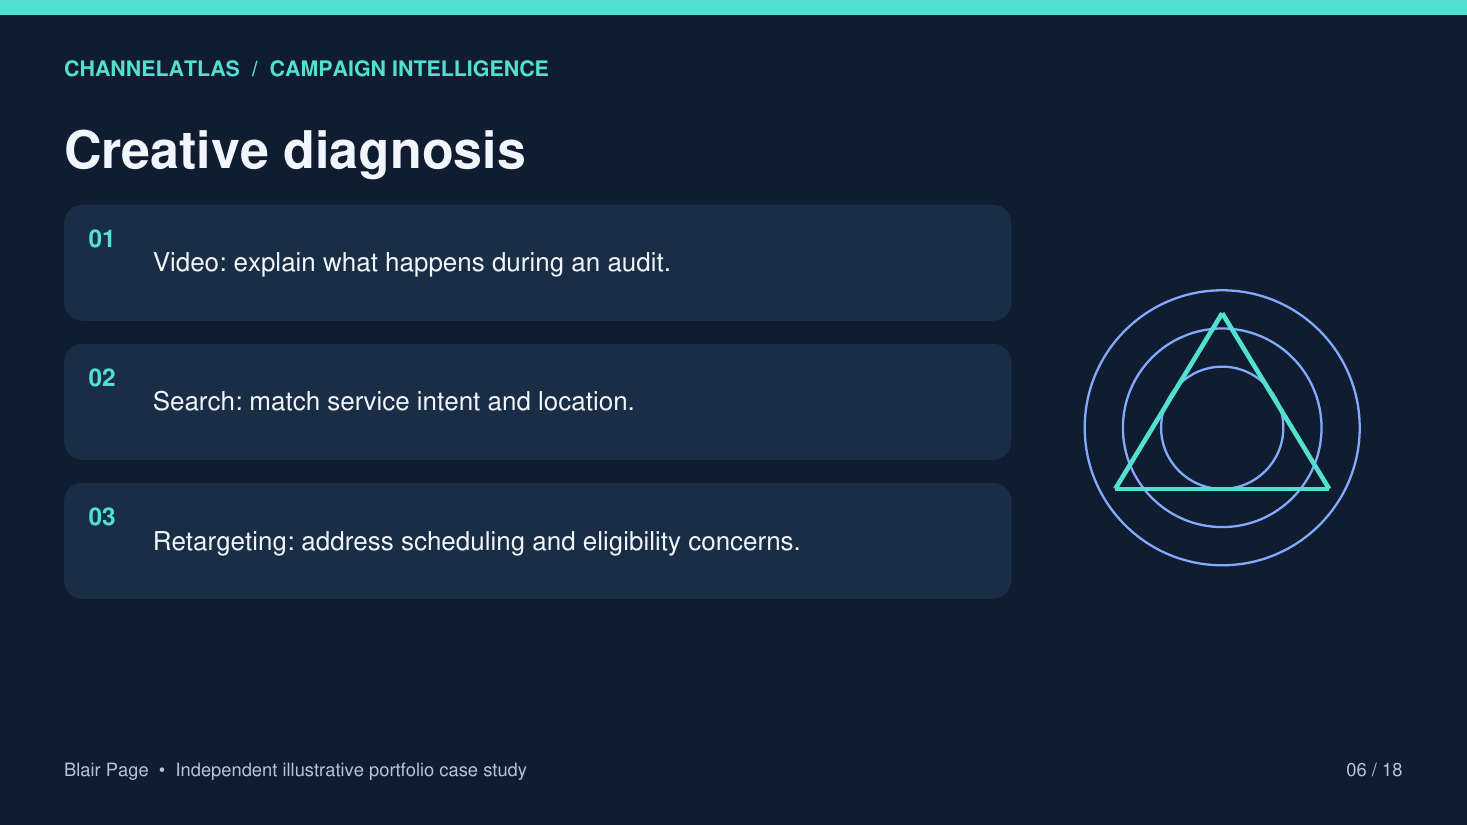 CHANNELATLAS / CAMPAIGN INTELLIGENCE
Creative diagnosis
01
Video: explain what happens during an audit.
02
Search: match service intent and location.
03
Retargeting: address scheduling and eligibility concerns.
Blair Page • Independent illustrative portfolio case study
06 / 18